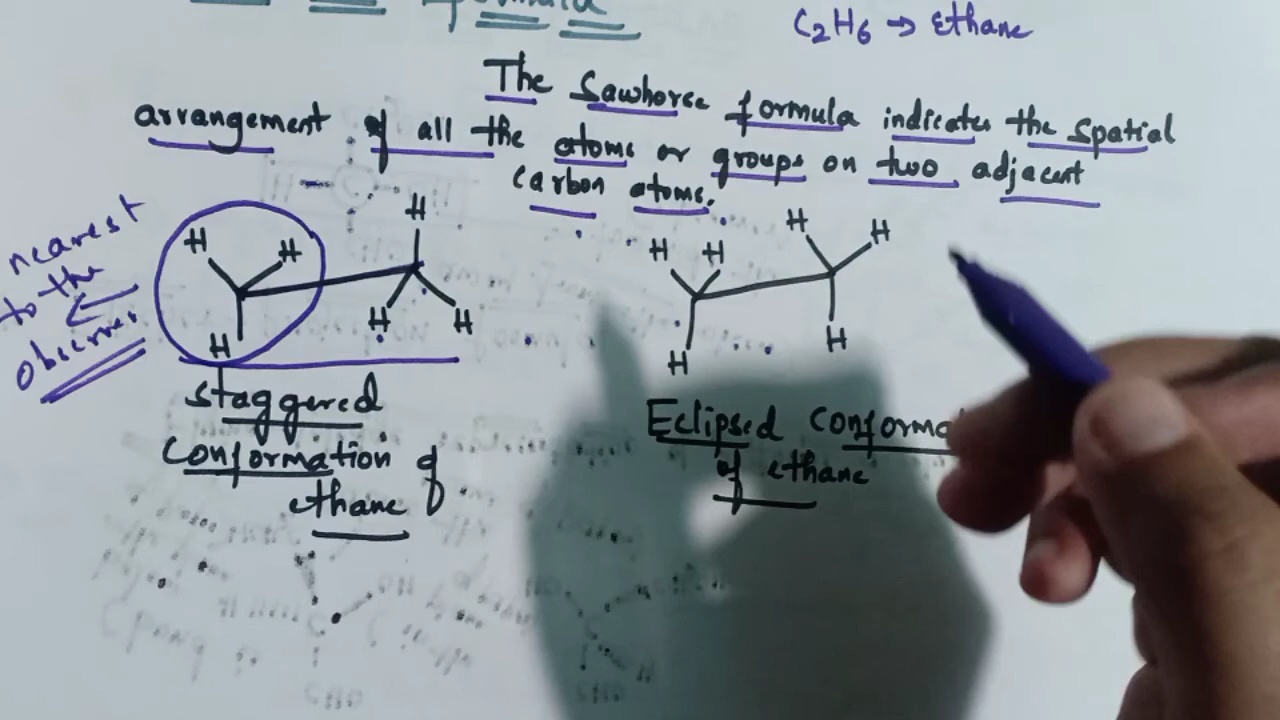 formula
C₂H₆ → Ethane
The Sawhorse formula indicates the spatial
arrangement of all the atoms or groups on two adjacent
carbon atoms.
H
H H H H
H H
nearest
to the
observer
H H H
H H
staggered
Conformation of
ethane
Eclipsed conforma
of ethane